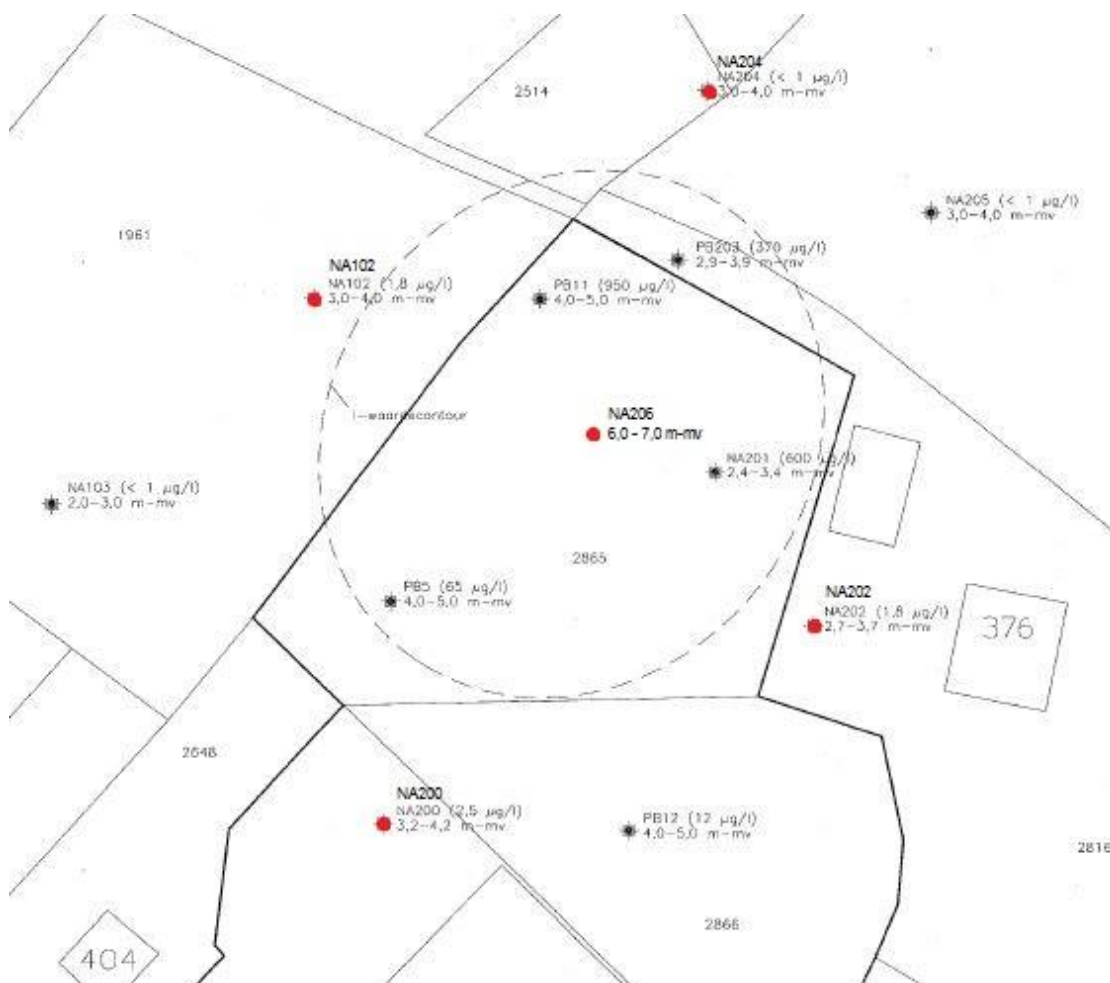 NA204
NA204 (< 1 µg/l)
3,0-4,0 m-mv
2514
NA205 (< 1 µg/l)
3,0-4,0 m-mv
1961
PB203 (370 µg/l)
2,9-3,9 m-mv
NA102
NA102 (1,8 µg/l)
3,0-4,0 m-mv
PB11 (950 µg/l)
4,0-5,0 m-mv
I-waardecontour
NA206
6,0 - 7,0 m-mv
NA201 (600 µg/l)
2,4-3,4 m-mv
NA103 (< 1 µg/l)
2,0-3,0 m-mv
2865
PB5 (65 µg/l)
4,0-5,0 m-mv
NA202
NA202 (1,8 µg/l)
2,7-3,7 m-mv
376
2648
NA200
NA200 (2,5 µg/l)
3,2-4,2 m-mv
PB12 (12 µg/l)
4,0-5,0 m-mv
2816
2866
404